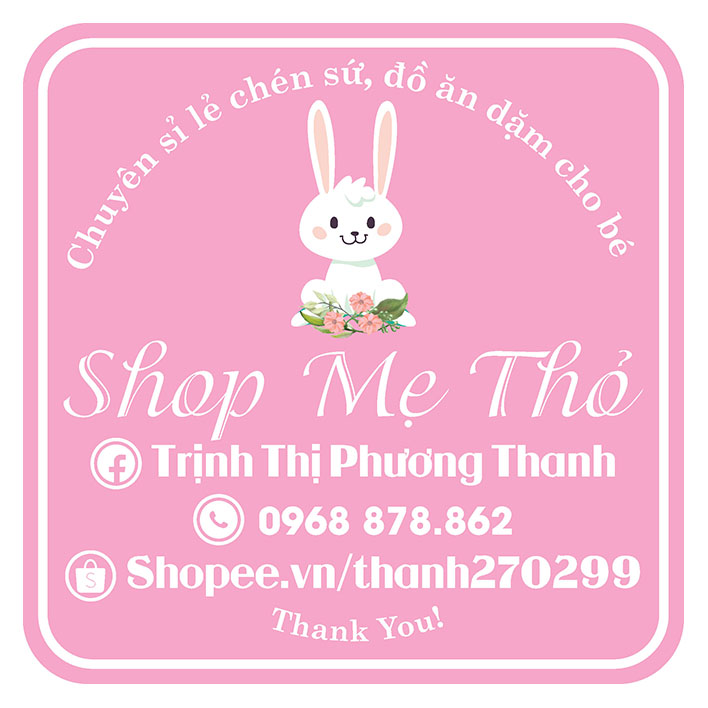 Chuyên sỉ lẻ chén sứ, đồ ăn dặm cho bé
Shop Mẹ Thỏ
Trịnh Thị Phương Thanh
0968 878.862
Shopee.vn/thanh270299
Thank You!